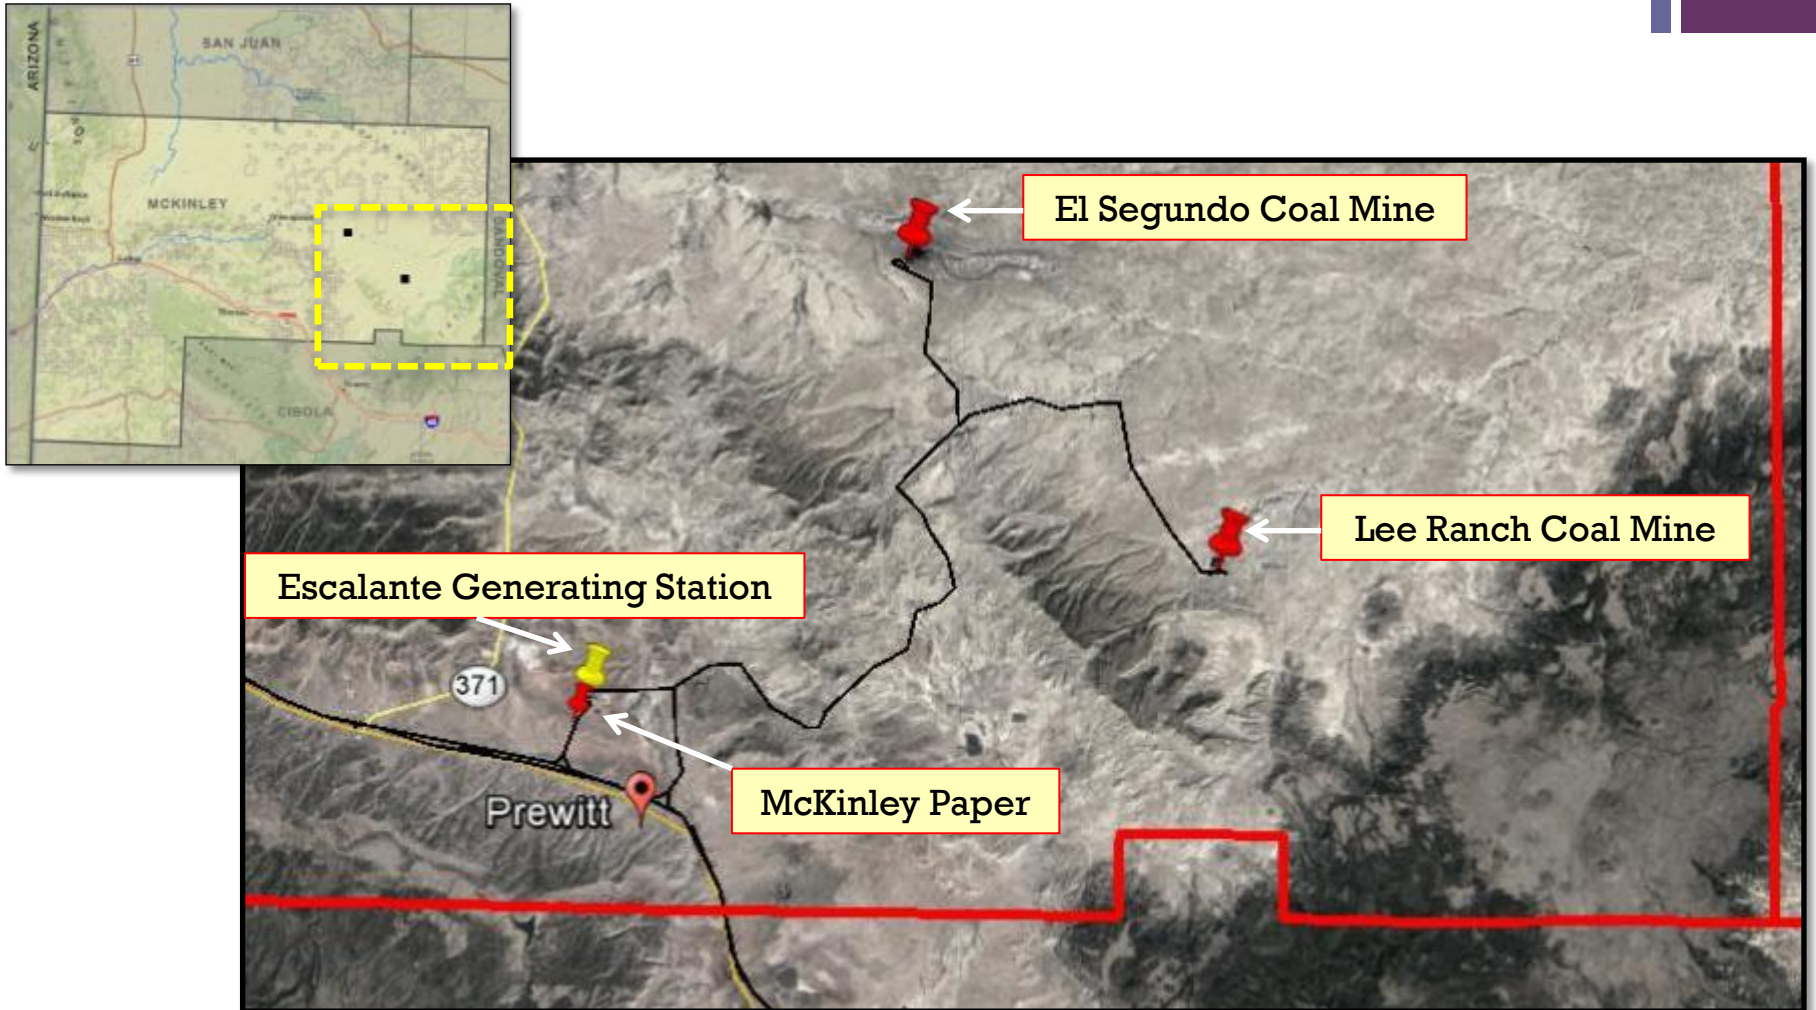 ARIZONA
SAN JUAN
MCKINLEY
SANDOVAL
CIBOLA
El Segundo Coal Mine
Lee Ranch Coal Mine
Escalante Generating Station
371
McKinley Paper
Prewitt